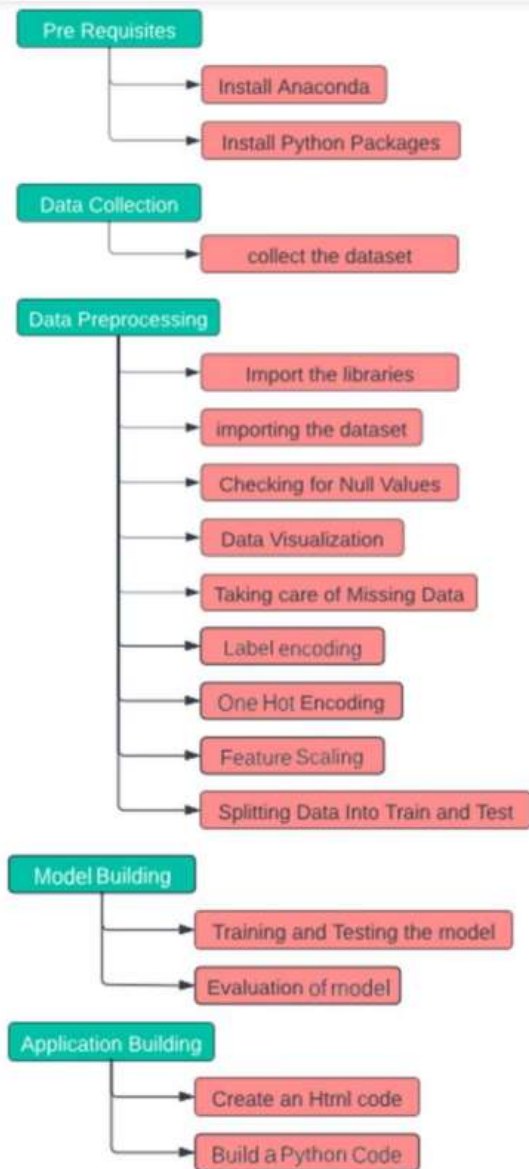 Pre Requisites
Install Anaconda
Install Python Packages
Data Collection
collect the dataset
Data Preprocessing
Import the libraries
importing the dataset
Checking for Null Values
Data Visualization
Taking care of Missing Data
Label encoding
One Hot Encoding
Feature Scaling
Splitting Data Into Train and Test
Model Building
Training and Testing the model
Evaluation of model
Application Building
Create an Html code
Build a Python Code